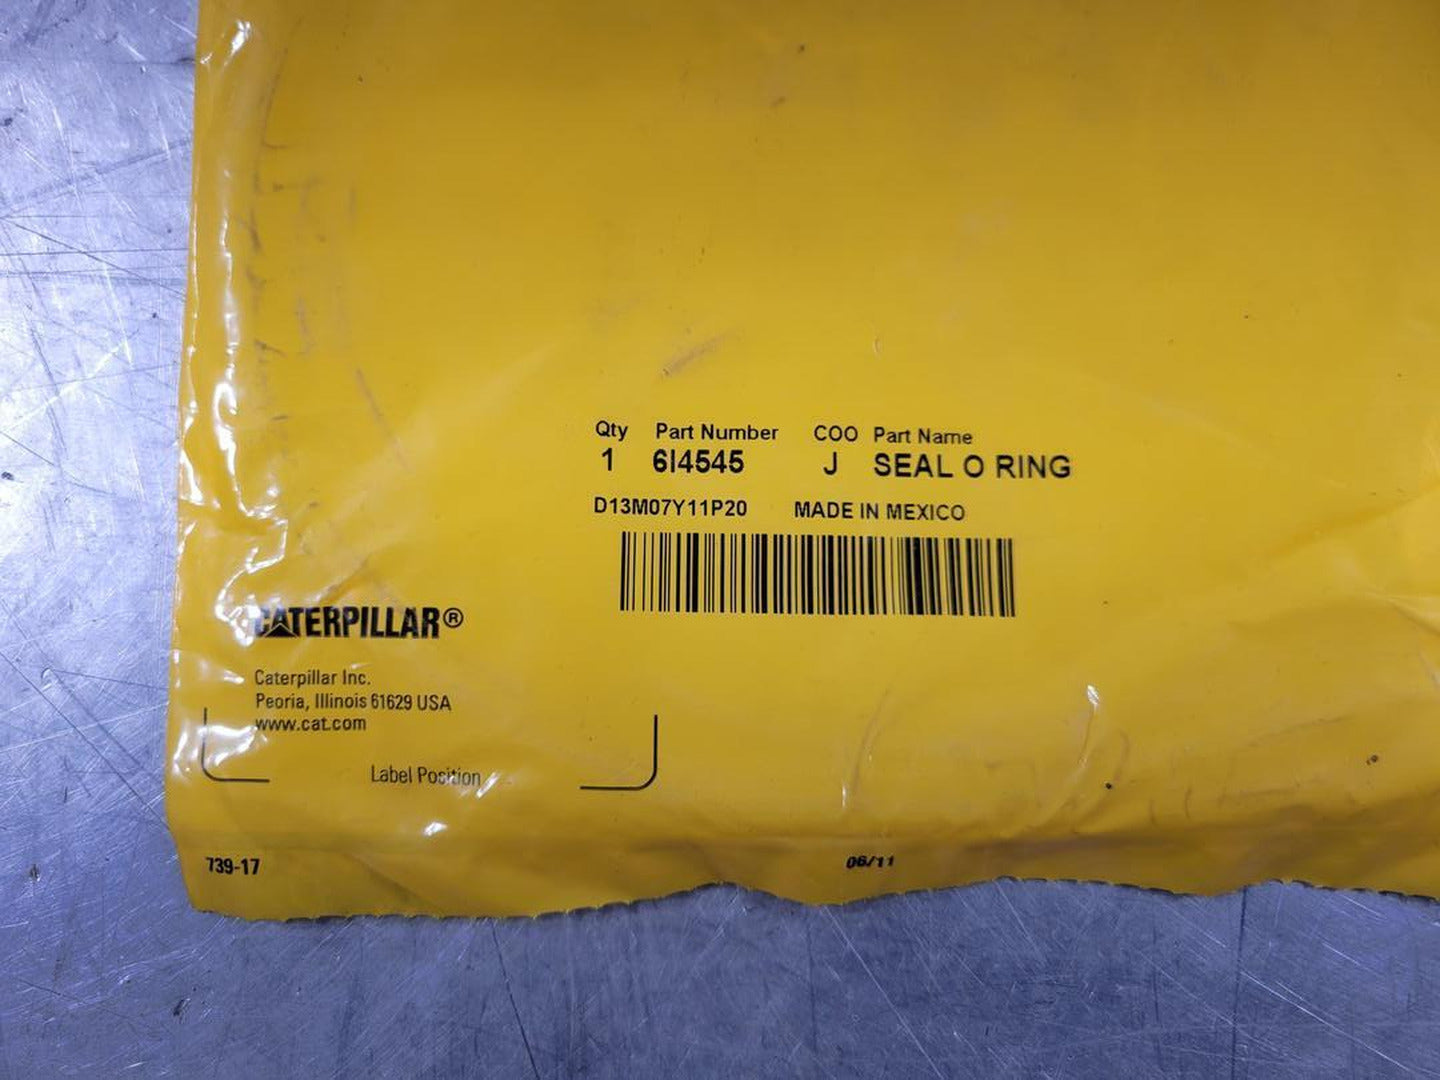 Qty Part Number COO Part Name
1 6I4545 J SEAL O RING
D13M07Y11P20 MADE IN MEXICO
CATERPILLAR®
Caterpillar Inc.
Peoria, Illinois 61629 USA
www.cat.com
Label Position
739-17 06/11